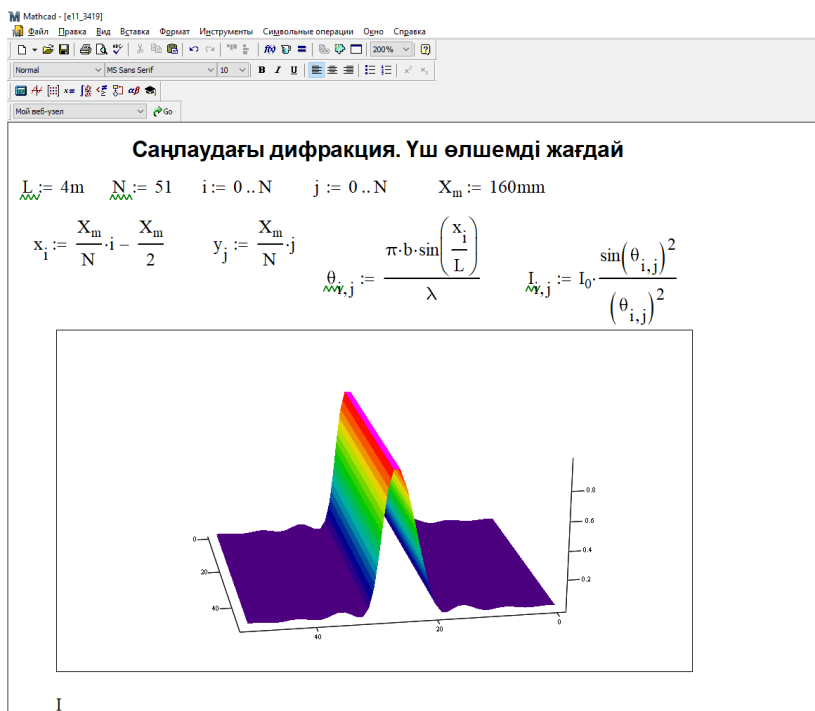 Mathcad - [e11_3419]
Файл Правка Вид Вставка Формат Инструменты Символьные операции Окно Справка
200%
Normal MS Sans Serif 10 B I U
Мой веб-узел Go
Саңлаудағы дифракция. Үш өлшемді жағдай
L := 4m N := 51 i := 0 .. N j := 0 .. N X_m := 160mm
x_i := X_m/N · i − X_m/2 y_j := X_m/N · j θ_i,j := π·b·sin(x_i/L)/λ I_i,j := I_0 · sin(θ_i,j)^2/(θ_i,j)^2
0.8
0.6
0.4
0.2
0
20
40
40
20
0
I